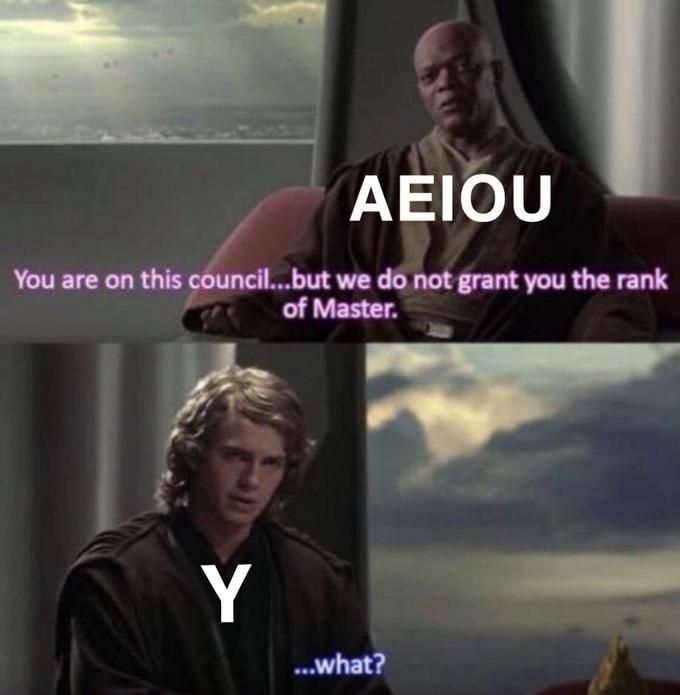 AEIOU
You are on this council...but we do not grant you the rank
of Master.
Y
...what?